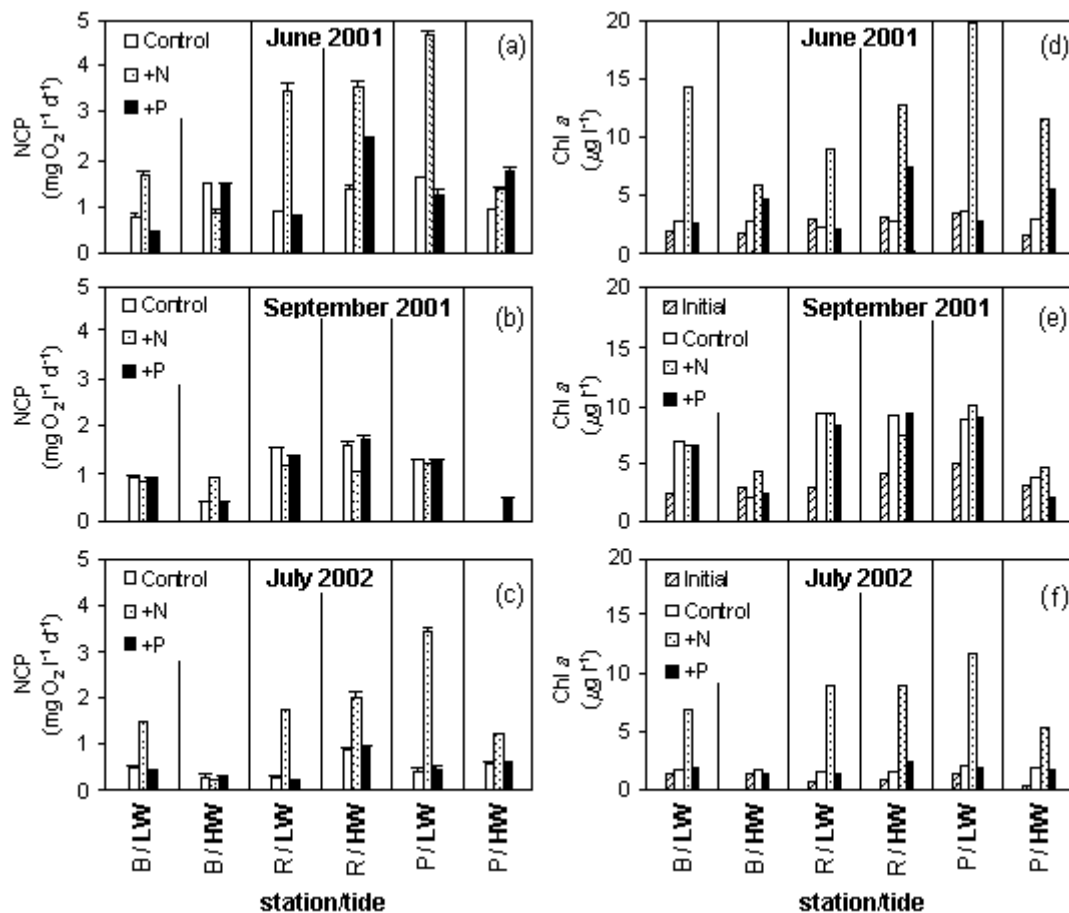 5
4
3
2
1
0
NCP
(mg O2 l-1 d-1)
Control
+N
+P
June 2001
(a)
20
15
10
5
0
Chl a
(µg l-1)
June 2001
(d)
5
4
3
2
1
0
NCP
(mg O2 l-1 d-1)
Control
+N
+P
September 2001
(b)
20
15
10
5
0
Chl a
(µg l-1)
Initial
Control
+N
+P
September 2001
(e)
5
4
3
2
1
0
NCP
(mg O2 l-1 d-1)
Control
+N
+P
July 2002
(c)
20
15
10
5
0
Chl a
(µg l-1)
Initial
Control
+N
+P
July 2002
(f)
B / LW
B / HW
R / LW
R / HW
P / LW
P / HW
station/tide
B / LW
B / HW
R / LW
R / HW
P / LW
P / HW
station/tide